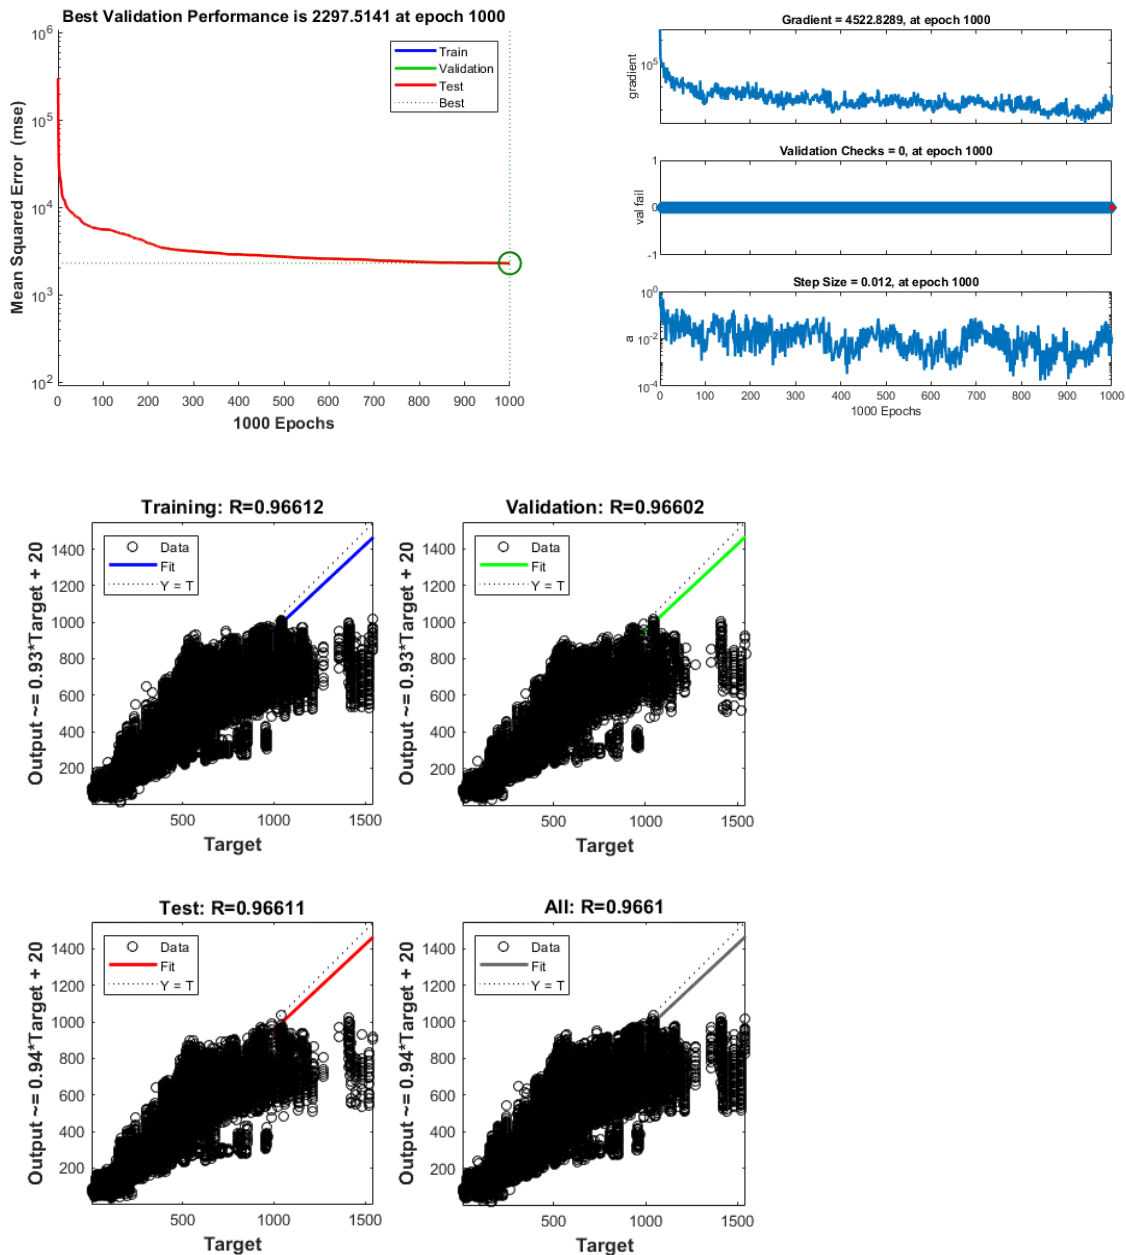 Best Validation Performance is 2297.5141 at epoch 1000
Mean Squared Error (mse)
10^6
10^5
10^4
10^3
10^2
Train
Validation
Test
Best
0 100 200 300 400 500 600 700 800 900 1000
1000 Epochs
Gradient = 4522.8289, at epoch 1000
gradient
10^5
Validation Checks = 0, at epoch 1000
val fail
1
0
-1
Step Size = 0.012, at epoch 1000
a
10^0
10^-2
10^-4
0 100 200 300 400 500 600 700 800 900 1000
1000 Epochs
Training: R=0.96612
Output ~= 0.93*Target + 20
1400
1200
1000
800
600
400
200
Data
Fit
Y = T
500 1000 1500
Target
Validation: R=0.96602
Output ~= 0.93*Target + 20
1400
1200
1000
800
600
400
200
Data
Fit
Y = T
500 1000 1500
Target
Test: R=0.96611
Output ~= 0.94*Target + 20
1400
1200
1000
800
600
400
200
Data
Fit
Y = T
500 1000 1500
Target
All: R=0.9661
Output ~= 0.94*Target + 20
1400
1200
1000
800
600
400
200
Data
Fit
Y = T
500 1000 1500
Target